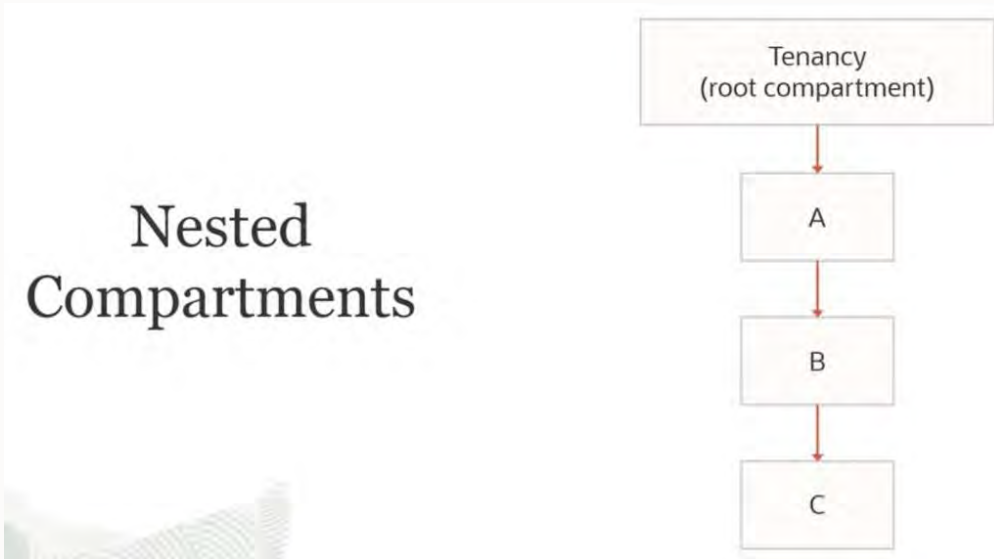 Nested
Compartments
Tenancy
(root compartment)
A
B
C